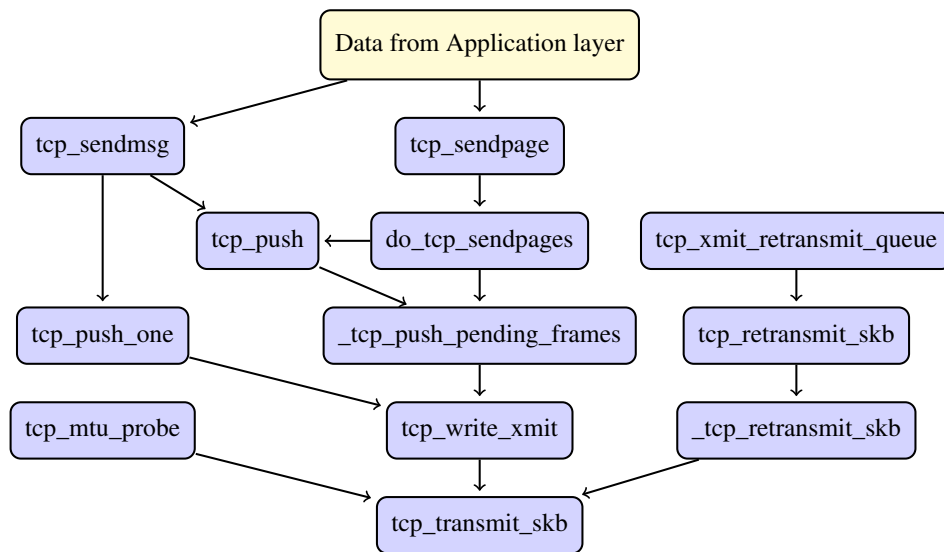 Data from Application layer
tcp_sendmsg
tcp_sendpage
tcp_push
do_tcp_sendpages
tcp_xmit_retransmit_queue
tcp_push_one
_tcp_push_pending_frames
tcp_retransmit_skb
tcp_mtu_probe
tcp_write_xmit
_tcp_retransmit_skb
tcp_transmit_skb